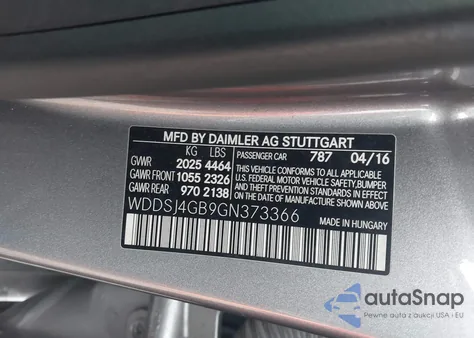 MFD BY DAIMLER AG STUTTGART
KG LBS PASSENGER CAR 787 04/16
GVWR 2025 4464
GAWR FRONT 1055 2326
GAWR REAR 970 2138
THIS VEHICLE CONFORMS TO ALL APPLICABLE
FEDERAL MOTOR VEHICLE SAFETY, BUMPER,
AND THEFT PREVENTION STANDARDS IN EFFECT
ON THE DATE OF MANUFACTURE SHOWN ABOVE.
WDDSJ4GB9GN373366
MADE IN HUNGARY
autoSnap
Pewne auta z aukcji USA i EU